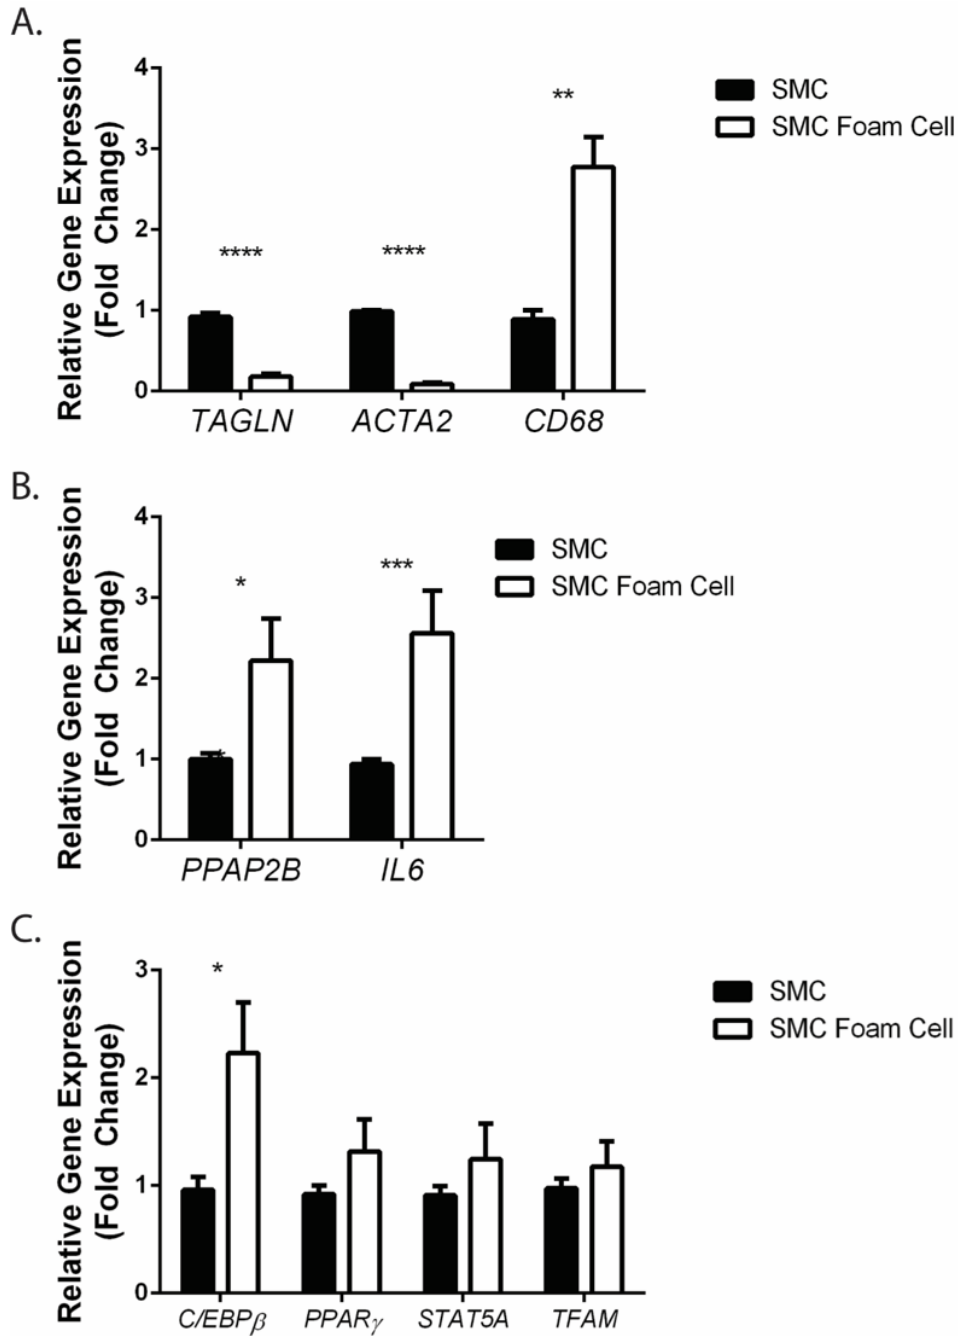 A.
Relative Gene Expression
(Fold Change)
4
3
2
1
0
****
****
**
SMC
SMC Foam Cell
TAGLN ACTA2 CD68
B.
Relative Gene Expression
(Fold Change)
4
3
2
1
0
*
***
*
SMC
SMC Foam Cell
PPAP2B IL6
C.
Relative Gene Expression
(Fold Change)
3
2
1
0
*
SMC
SMC Foam Cell
C/EBPβ PPARγ STAT5A TFAM